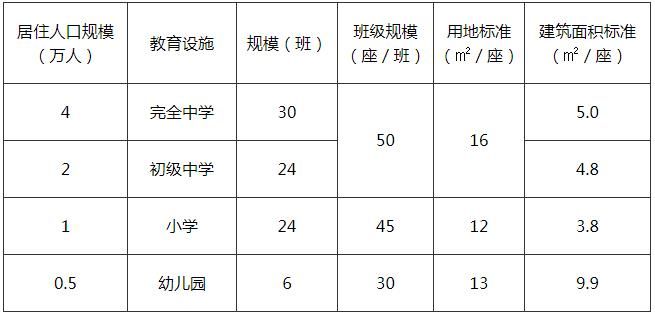 居住人口规模
（万人）
教育设施
规模（班）
班级规模
（座／班）
用地标准
（㎡／座）
建筑面积标准
（㎡／座）
4
完全中学
30
50
16
5.0
2
初级中学
24
4.8
1
小学
24
45
12
3.8
0.5
幼儿园
6
30
13
9.9